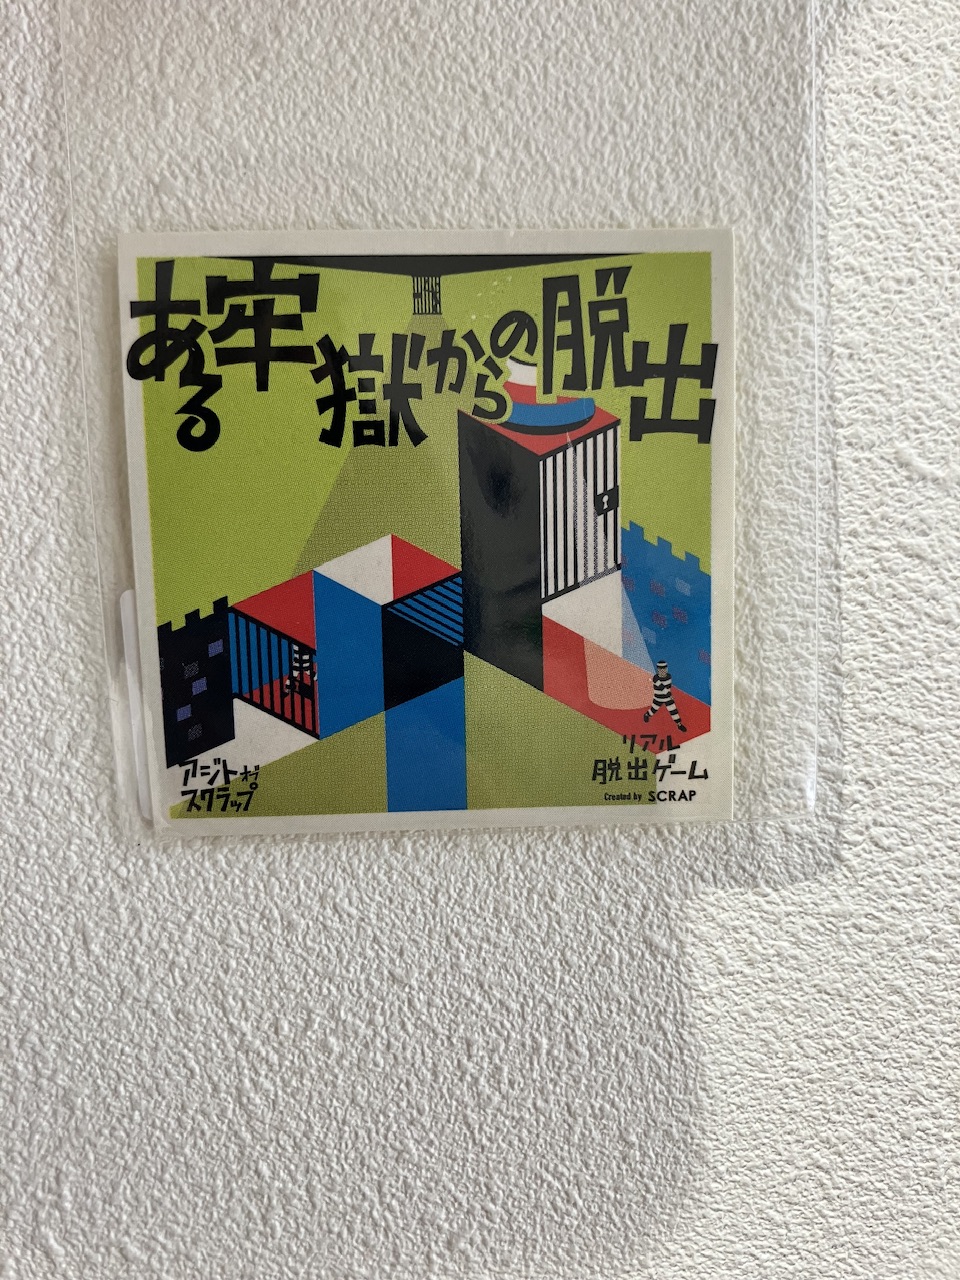 ある牢獄からの脱出
アジトオブ
スクラップ
リアル
脱出ゲーム
Created by SCRAP